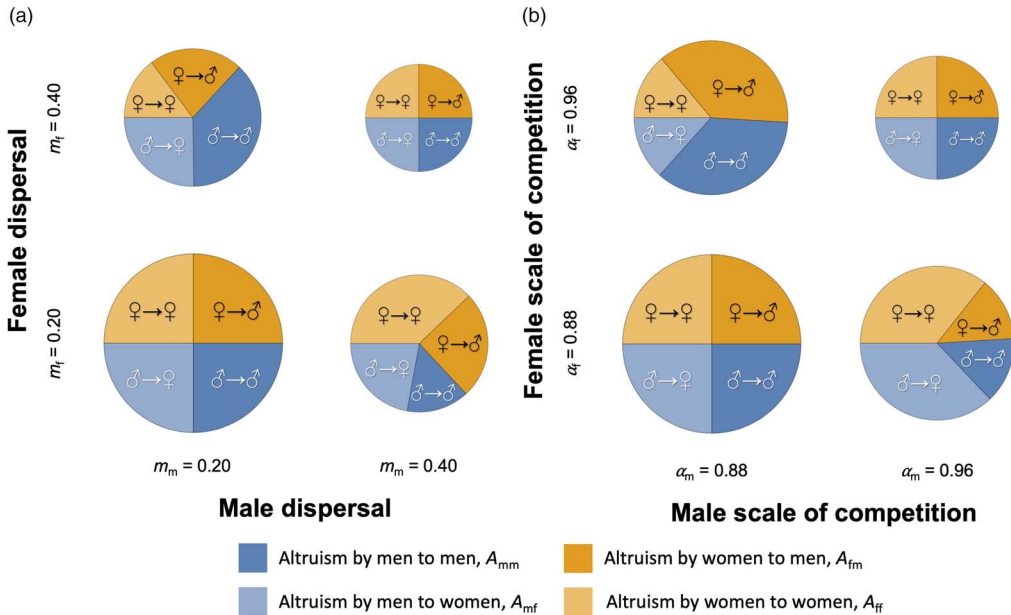 (a)
Female dispersal
m_f = 0.40
♀→♂
♀→♀
♂→♀
♂→♂
♀→♀
♀→♂
♂→♀
♂→♂
m_f = 0.20
♀→♀
♀→♂
♂→♀
♂→♂
♀→♀
♀→♂
♂→♀
♂→♂
m_m = 0.20
m_m = 0.40
Male dispersal
(b)
Female scale of competition
α_f = 0.96
♀→♀
♀→♂
♂→♀
♂→♂
♀→♀
♀→♂
♂→♀
♂→♂
α_f = 0.88
♀→♀
♀→♂
♂→♀
♂→♂
♀→♀
♀→♂
♂→♀
♂→♂
α_m = 0.88
α_m = 0.96
Male scale of competition
Altruism by men to men, A_mm
Altruism by women to men, A_fm
Altruism by men to women, A_mf
Altruism by women to women, A_ff